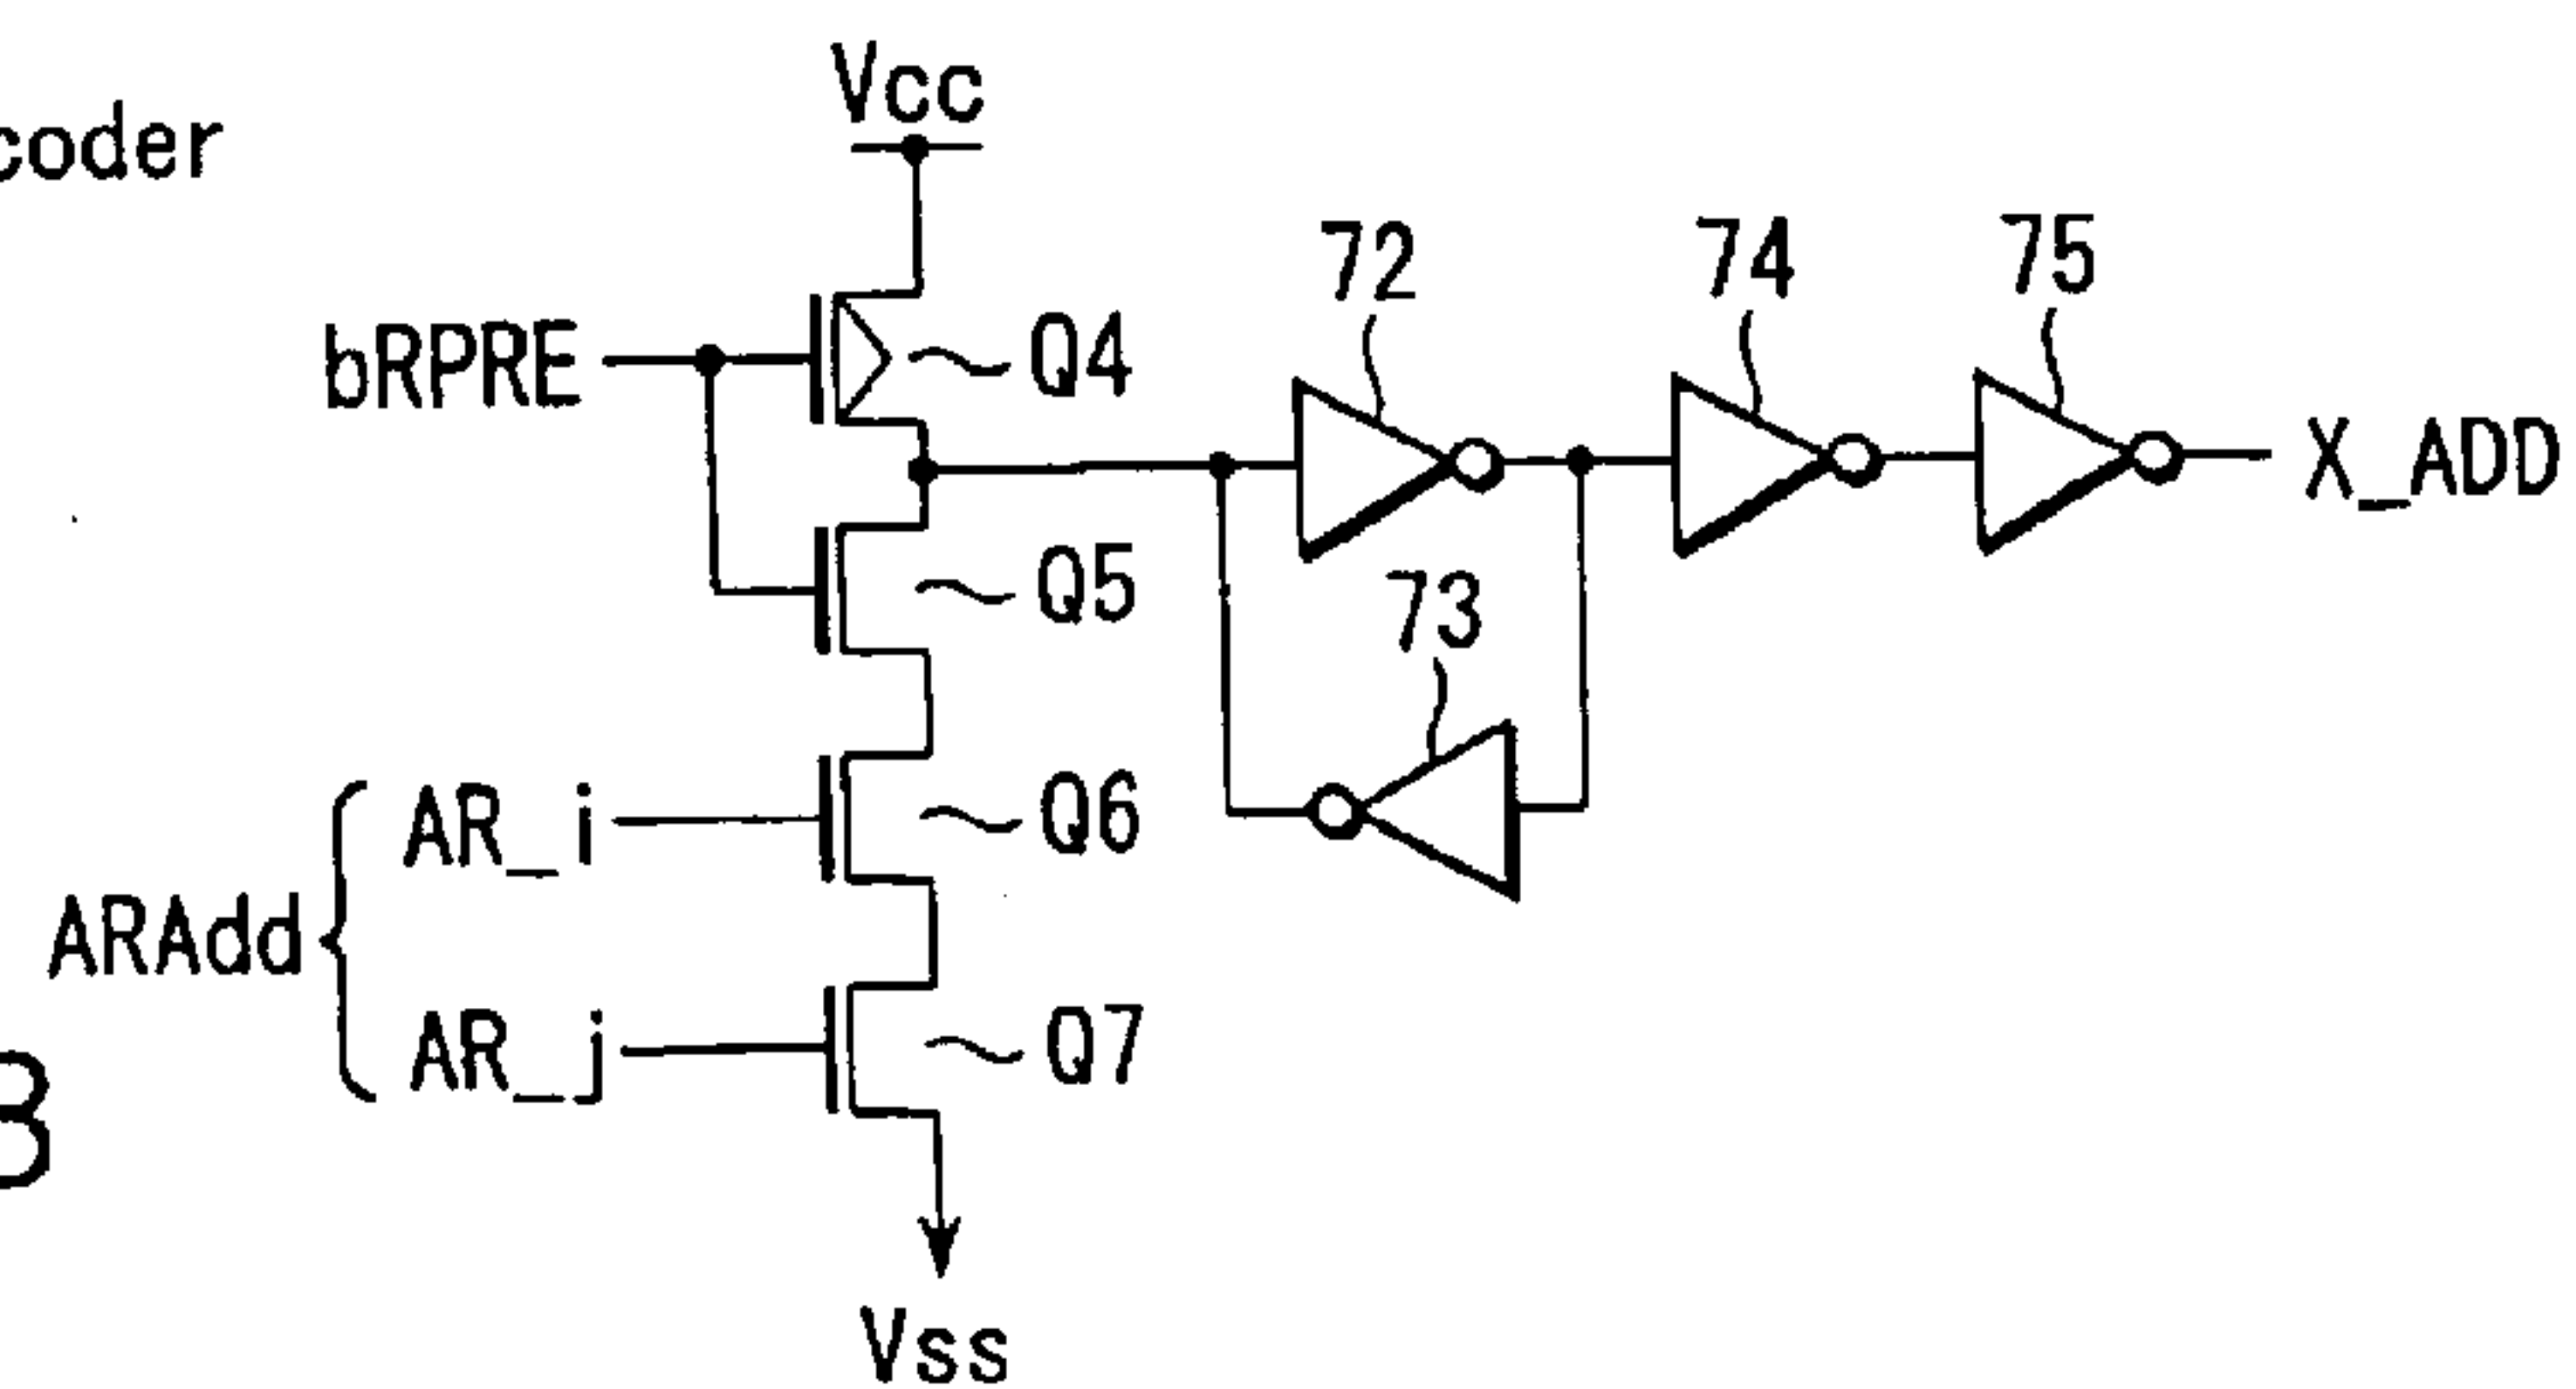 coder
Vcc
bRPRE
Q4
72
74
75
X_ADD
Q5
73
AR_i
Q6
ARAdd
AR_j
Q7
Vss